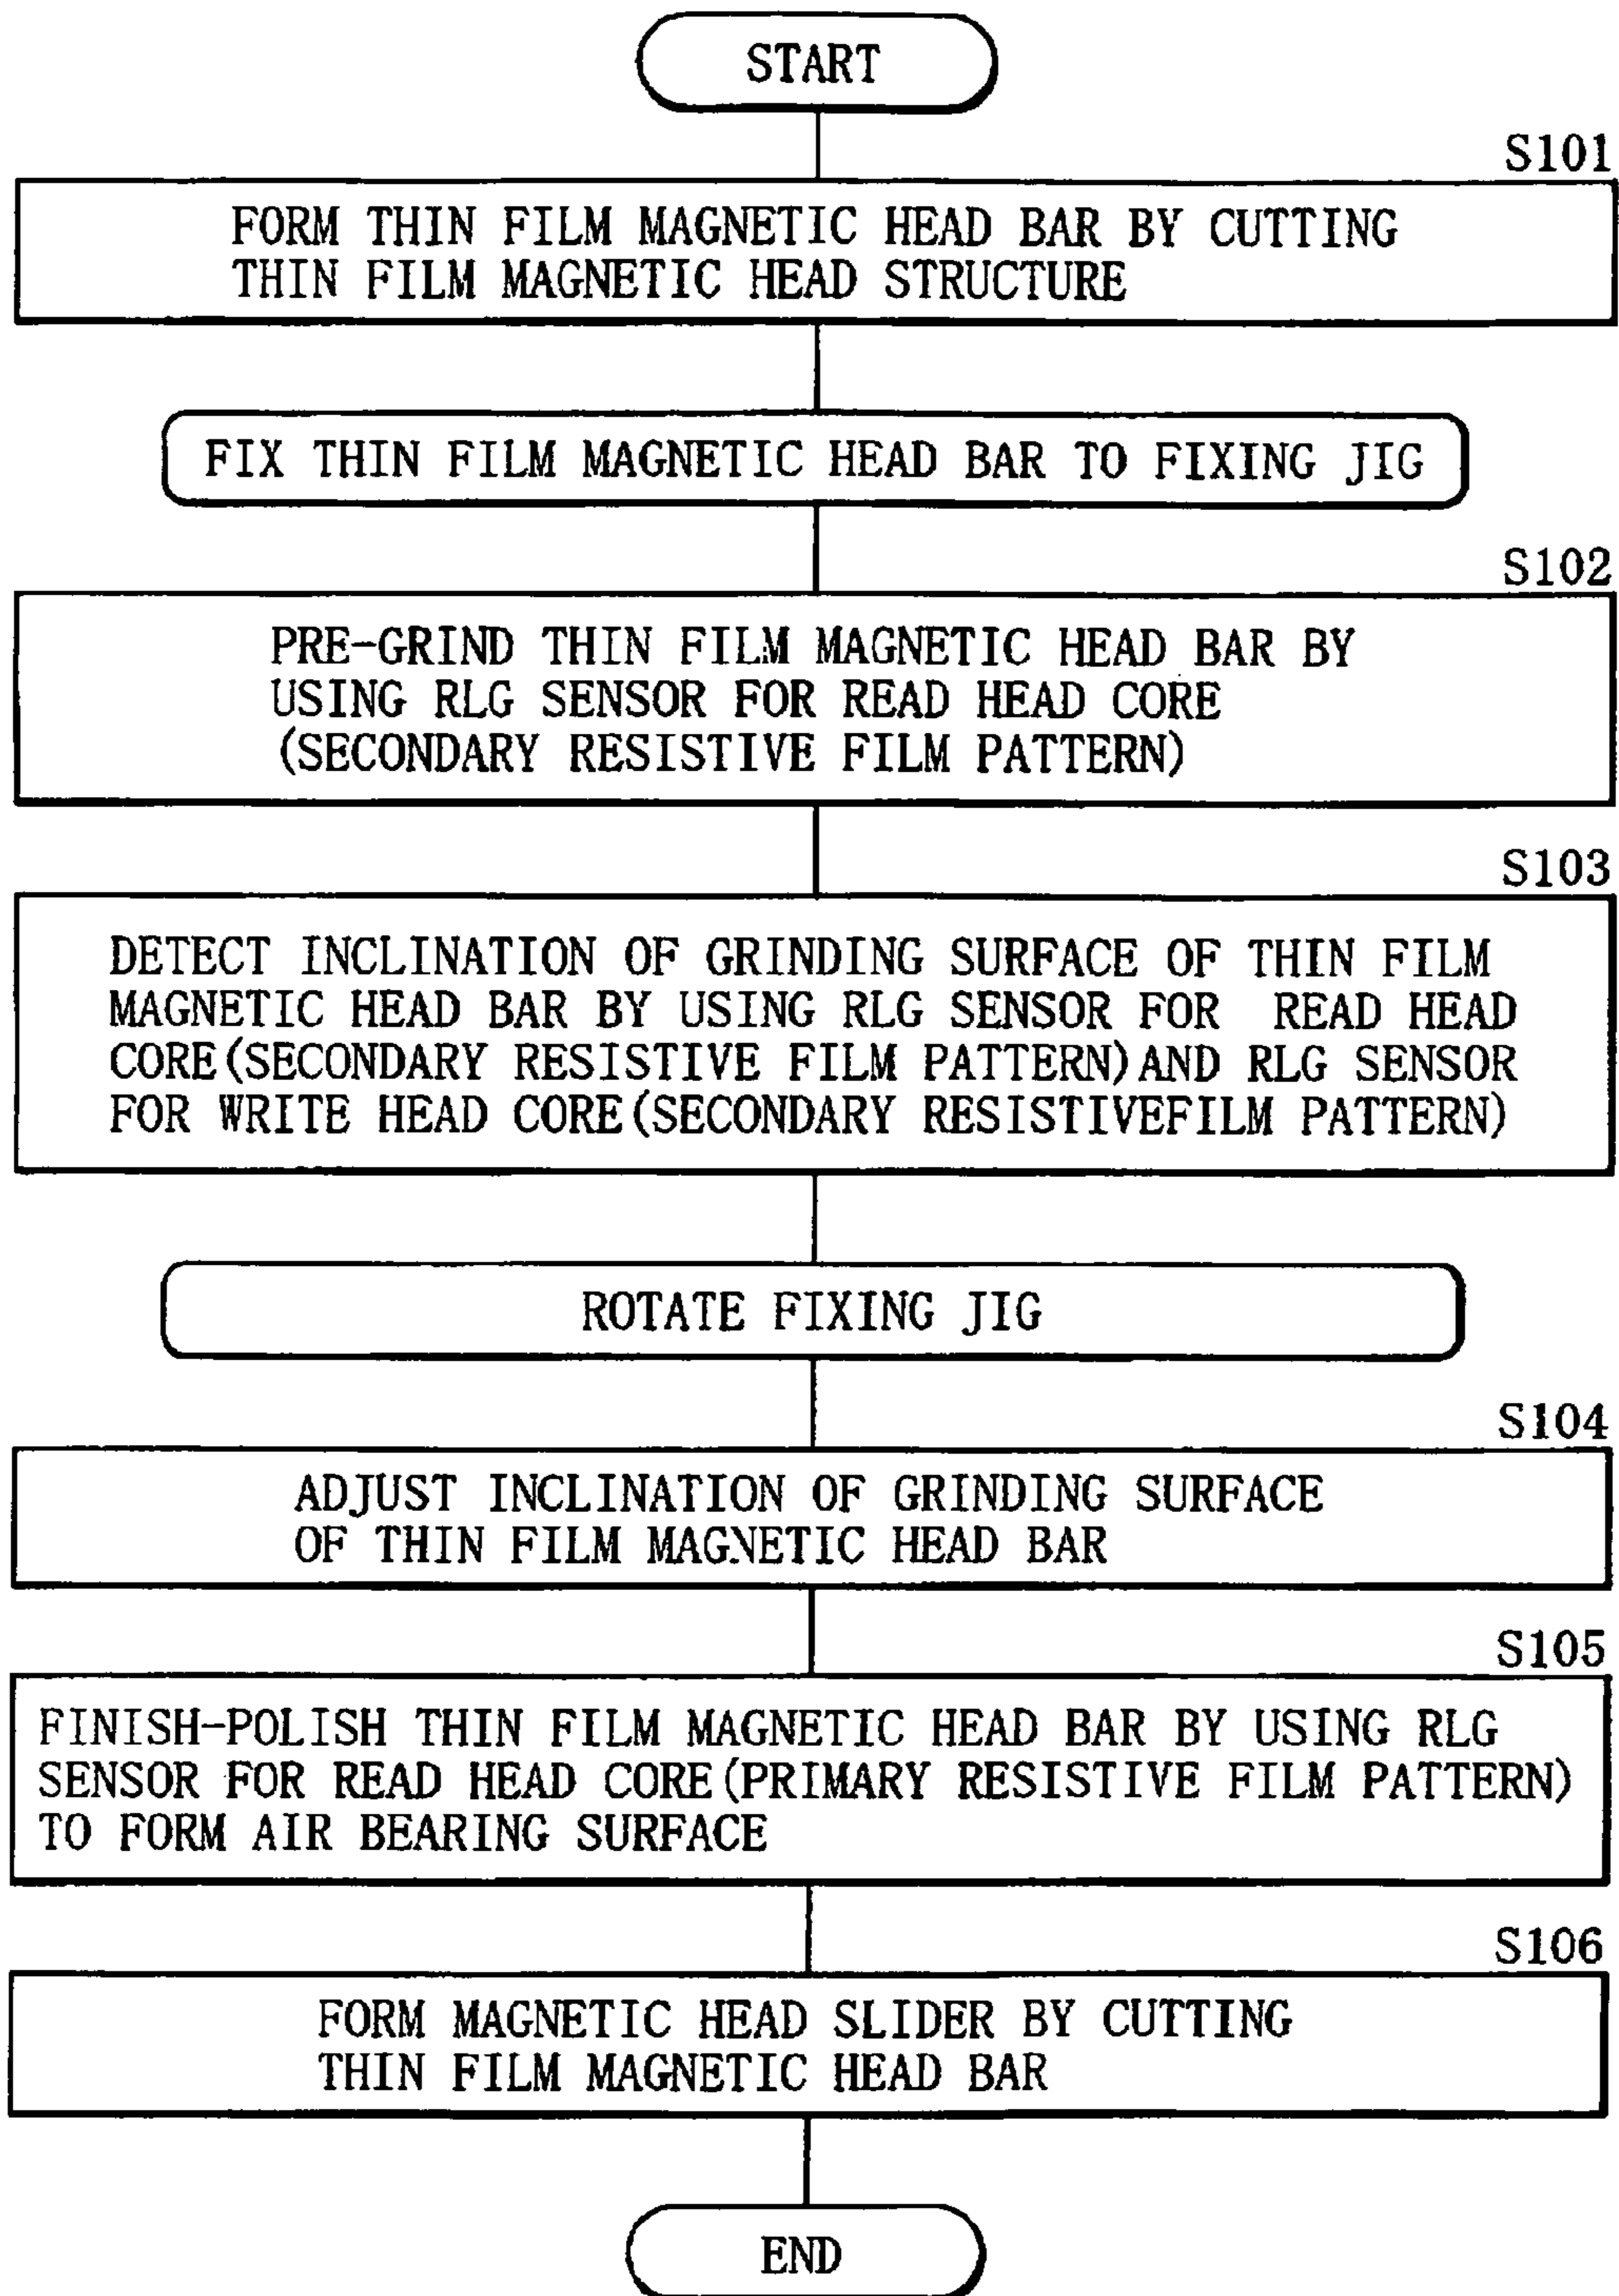 START
S101
FORM THIN FILM MAGNETIC HEAD BAR BY CUTTING
THIN FILM MAGNETIC HEAD STRUCTURE
FIX THIN FILM MAGNETIC HEAD BAR TO FIXING JIG
S102
PRE-GRIND THIN FILM MAGNETIC HEAD BAR BY
USING RLG SENSOR FOR READ HEAD CORE
(SECONDARY RESISTIVE FILM PATTERN)
S103
DETECT INCLINATION OF GRINDING SURFACE OF THIN FILM
MAGNETIC HEAD BAR BY USING RLG SENSOR FOR READ HEAD
CORE(SECONDARY RESISTIVE FILM PATTERN)AND RLG SENSOR
FOR WRITE HEAD CORE(SECONDARY RESISTIVEFILM PATTERN)
ROTATE FIXING JIG
S104
ADJUST INCLINATION OF GRINDING SURFACE
OF THIN FILM MAGNETIC HEAD BAR
S105
FINISH-POLISH THIN FILM MAGNETIC HEAD BAR BY USING RLG
SENSOR FOR READ HEAD CORE(PRIMARY RESISTIVE FILM PATTERN)
TO FORM AIR BEARING SURFACE
S106
FORM MAGNETIC HEAD SLIDER BY CUTTING
THIN FILM MAGNETIC HEAD BAR
END